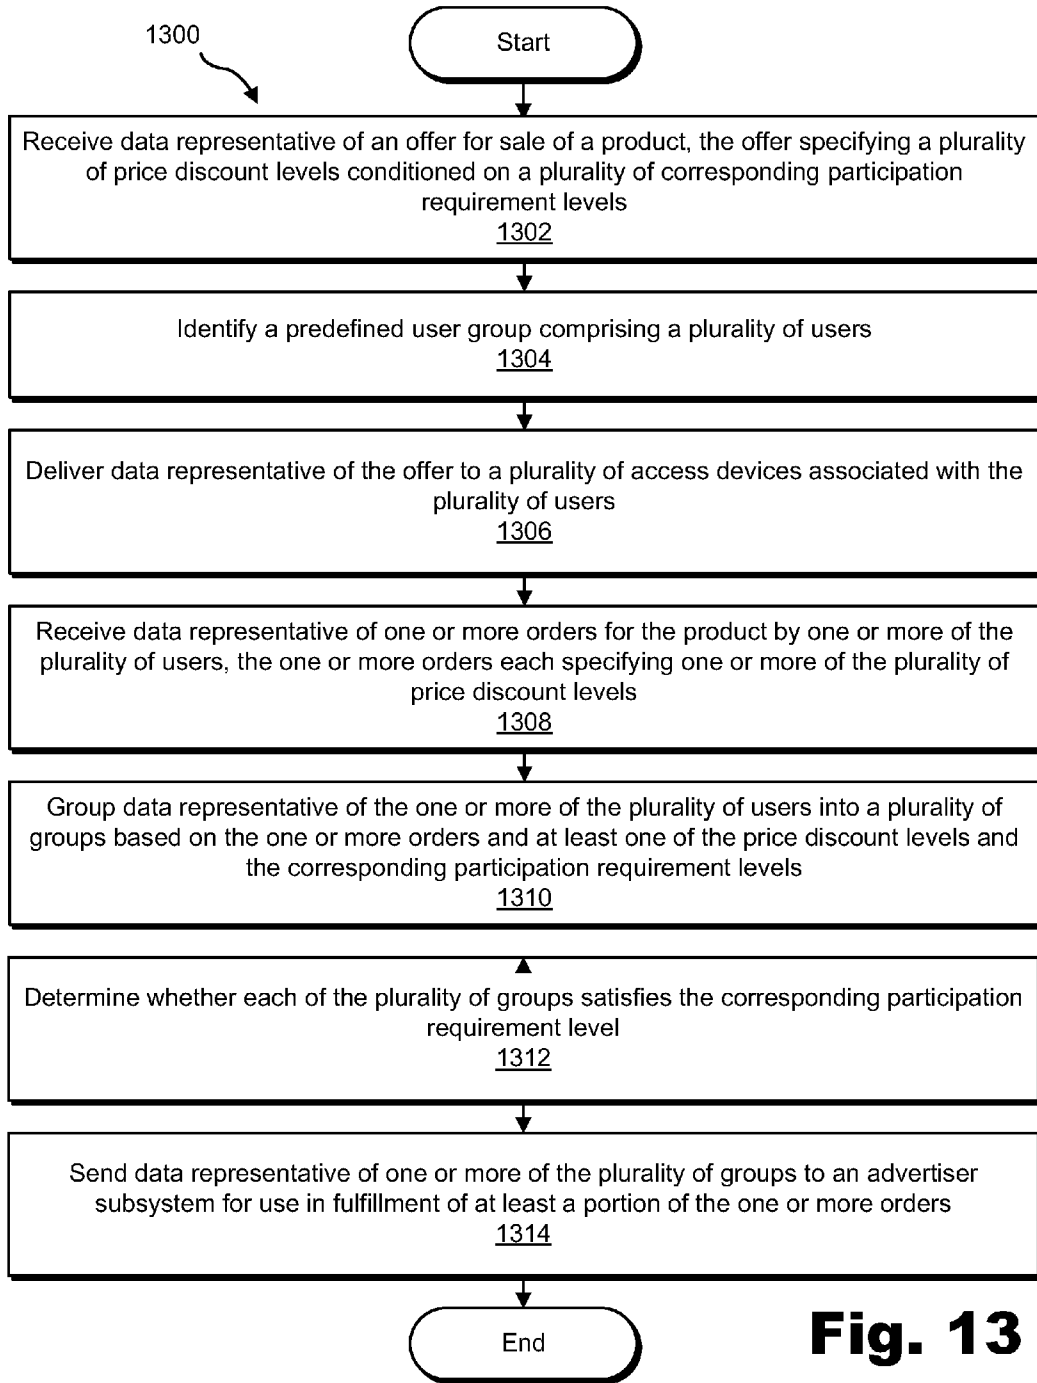 1300
Start
Receive data representative of an offer for sale of a product, the offer specifying a plurality
of price discount levels conditioned on a plurality of corresponding participation
requirement levels
1302
Identify a predefined user group comprising a plurality of users
1304
Deliver data representative of the offer to a plurality of access devices associated with the
plurality of users
1306
Receive data representative of one or more orders for the product by one or more of the
plurality of users, the one or more orders each specifying one or more of the plurality of
price discount levels
1308
Group data representative of the one or more of the plurality of users into a plurality of
groups based on the one or more orders and at least one of the price discount levels and
the corresponding participation requirement levels
1310
Determine whether each of the plurality of groups satisfies the corresponding participation
requirement level
1312
Send data representative of one or more of the plurality of groups to an advertiser
subsystem for use in fulfillment of at least a portion of the one or more orders
1314
End
Fig. 13